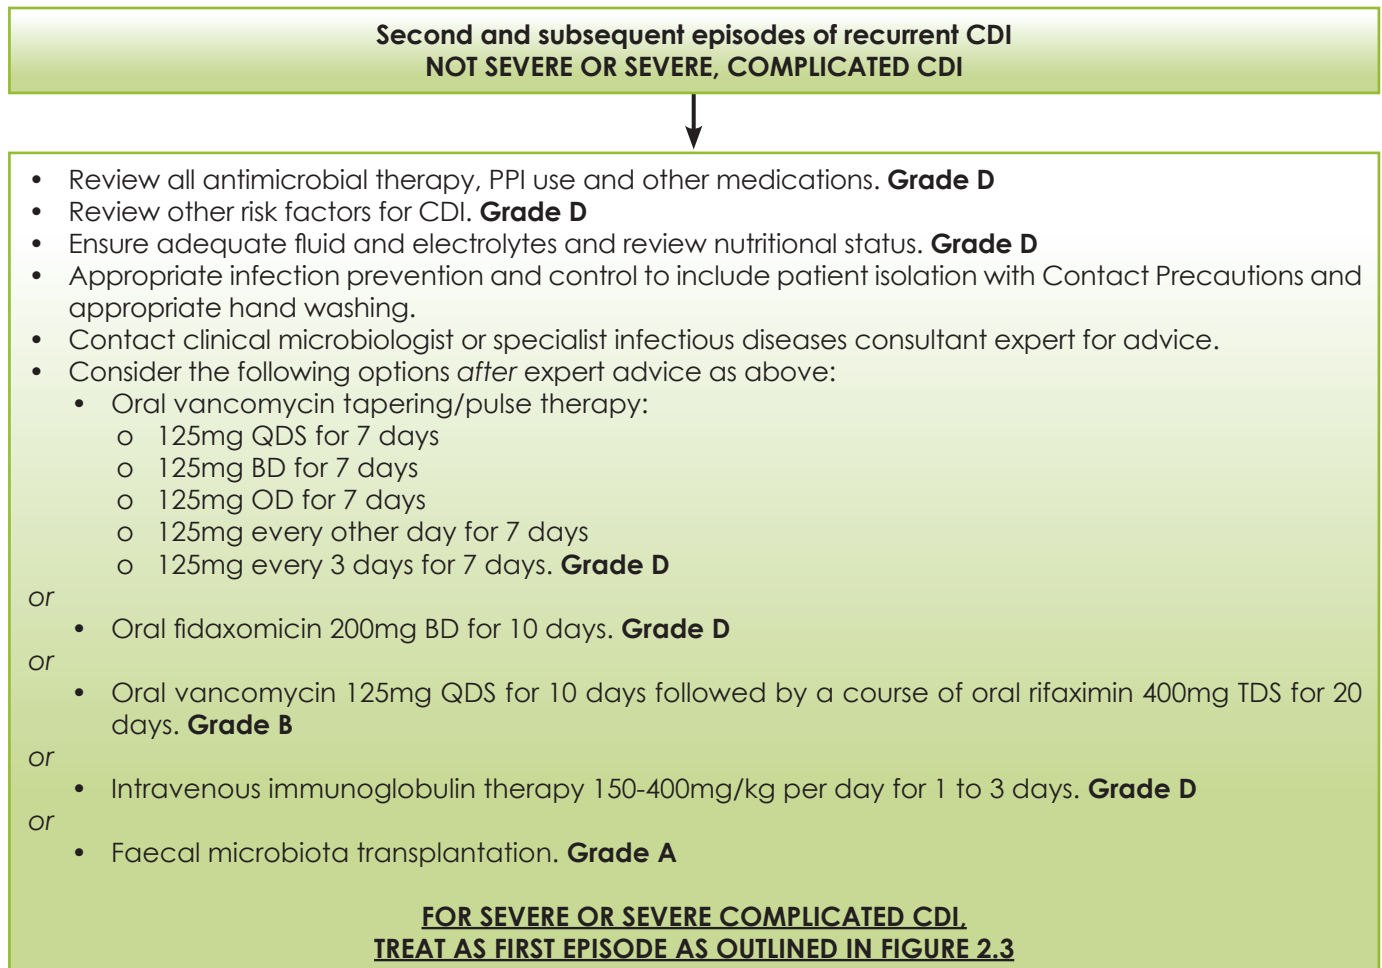 Second and subsequent episodes of recurrent CDI
NOT SEVERE OR SEVERE, COMPLICATED CDI
• Review all antimicrobial therapy, PPI use and other medications. Grade D
• Review other risk factors for CDI. Grade D
• Ensure adequate fluid and electrolytes and review nutritional status. Grade D
• Appropriate infection prevention and control to include patient isolation with Contact Precautions and
appropriate hand washing.
• Contact clinical microbiologist or specialist infectious diseases consultant expert for advice.
• Consider the following options after expert advice as above:
• Oral vancomycin tapering/pulse therapy:
o 125mg QDS for 7 days
o 125mg BD for 7 days
o 125mg OD for 7 days
o 125mg every other day for 7 days
o 125mg every 3 days for 7 days. Grade D
or
• Oral fidaxomicin 200mg BD for 10 days. Grade D
or
• Oral vancomycin 125mg QDS for 10 days followed by a course of oral rifaximin 400mg TDS for 20
days. Grade B
or
• Intravenous immunoglobulin therapy 150-400mg/kg per day for 1 to 3 days. Grade D
or
• Faecal microbiota transplantation. Grade A
FOR SEVERE OR SEVERE COMPLICATED CDI,
TREAT AS FIRST EPISODE AS OUTLINED IN FIGURE 2.3